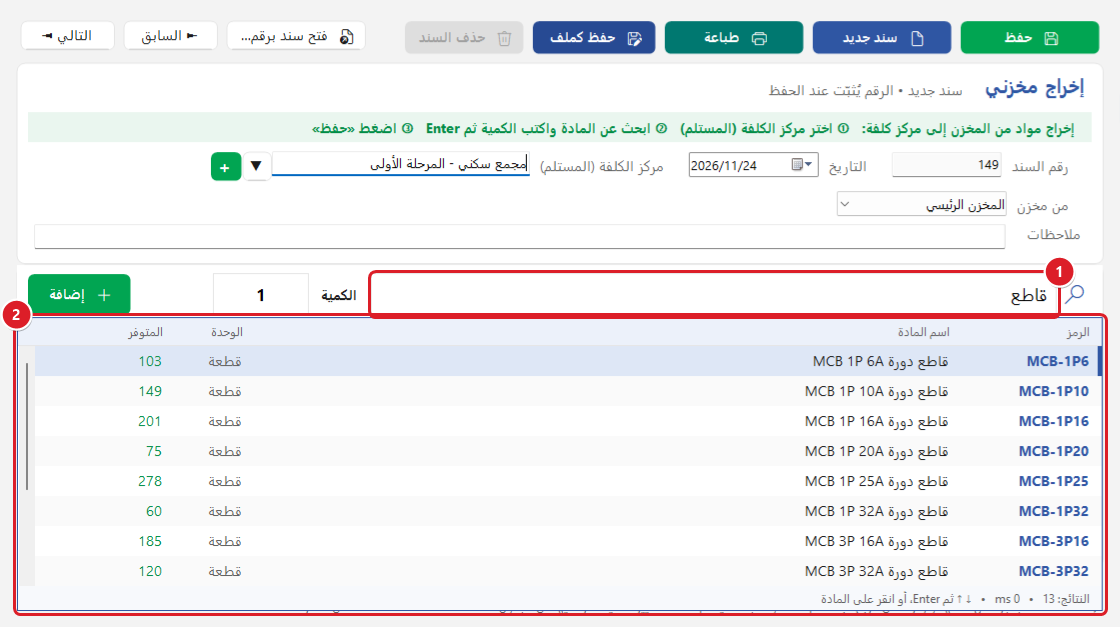 حفظ
سند جديد
طباعة
حفظ كملف
حذف السند
فتح سند برقم...
السابق
التالي
إخراج مخزني
سند جديد • الرقم يُثبّت عند الحفظ
إخراج مواد من المخزن إلى مركز كلفة: ① اختر مركز الكلفة (المستلم) ② ابحث عن المادة واكتب الكمية ثم Enter ③ اضغط «حفظ»
رقم السند 149 التاريخ 2026/11/24 مركز الكلفة (المستلم) مجمع سكني - المرحلة الأولى ▼ +
من مخزن المخزن الرئيسي
ملاحظات
1
قاطع الكمية 1 + إضافة
2
الرمز اسم المادة الوحدة المتوفر
MCB-1P6 قاطع دورة MCB 1P 6A قطعة 103
MCB-1P10 قاطع دورة MCB 1P 10A قطعة 149
MCB-1P16 قاطع دورة MCB 1P 16A قطعة 201
MCB-1P20 قاطع دورة MCB 1P 20A قطعة 75
MCB-1P25 قاطع دورة MCB 1P 25A قطعة 278
MCB-1P32 قاطع دورة MCB 1P 32A قطعة 60
MCB-3P16 قاطع دورة MCB 3P 16A قطعة 185
MCB-3P32 قاطع دورة MCB 3P 32A قطعة 120
النتائج: 13 • 0 ms • ↑↓ ثم Enter، أو انقر على المادة